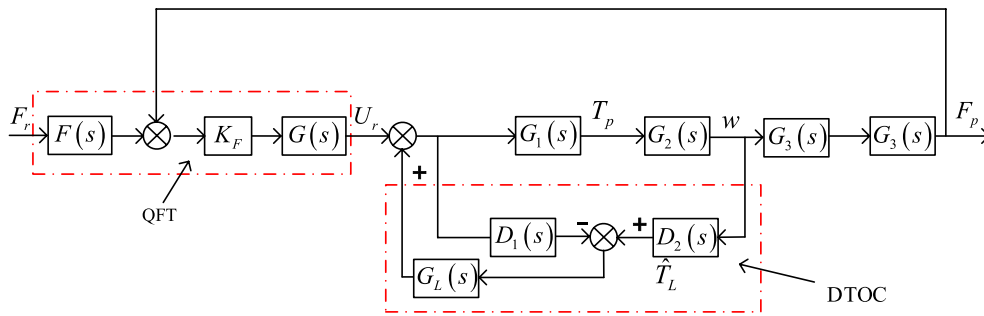 F_r
F(s)
K_F
G(s)
U_r
G_1(s)
T_p
G_2(s)
w
G_3(s)
G_3(s)
F_p
+
QFT
D_1(s)
-
+
D_2(s)
T̂_L
G_L(s)
DTOC